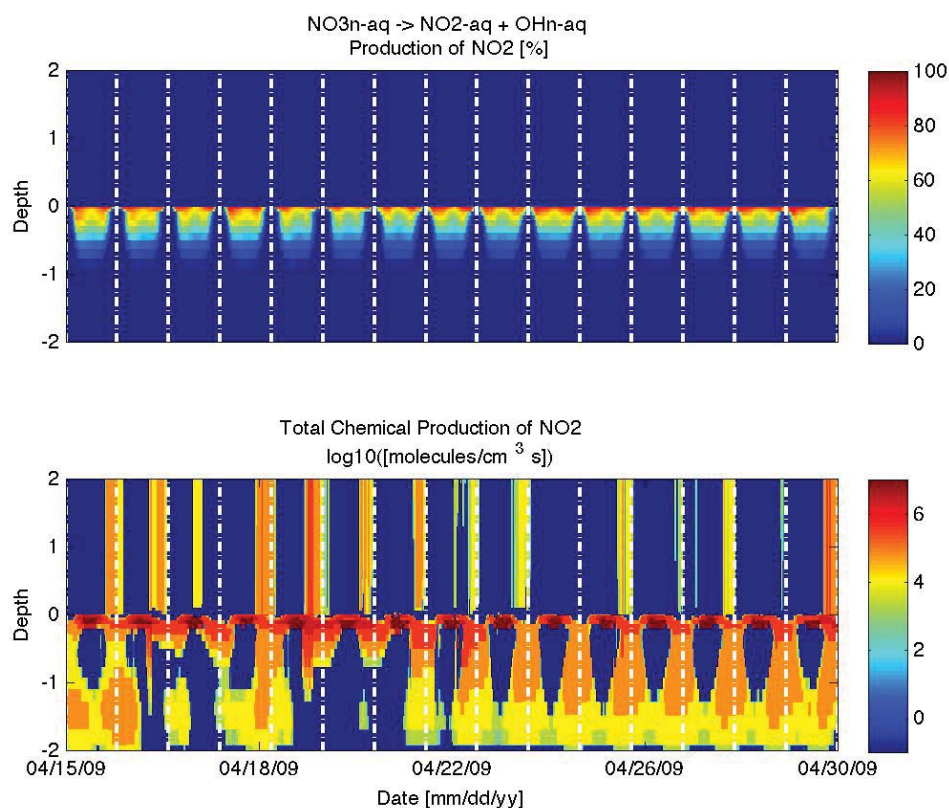 NO3n-aq -> NO2-aq + OHn-aq
Production of NO2 [%]
2
1
0
-1
-2
Depth
100
80
60
40
20
0
Total Chemical Production of NO2
log10([molecules/cm 3 s])
2
1
0
-1
-2
Depth
6
4
2
0
04/15/09 04/18/09 04/22/09 04/26/09 04/30/09
Date [mm/dd/yy]